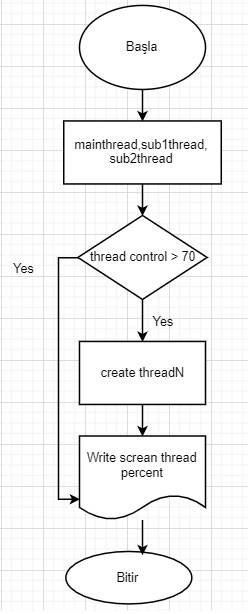 Başla
mainthread,sub1thread,
sub2thread
thread control > 70
Yes
Yes
create threadN
Write screan thread
percent
Bitir